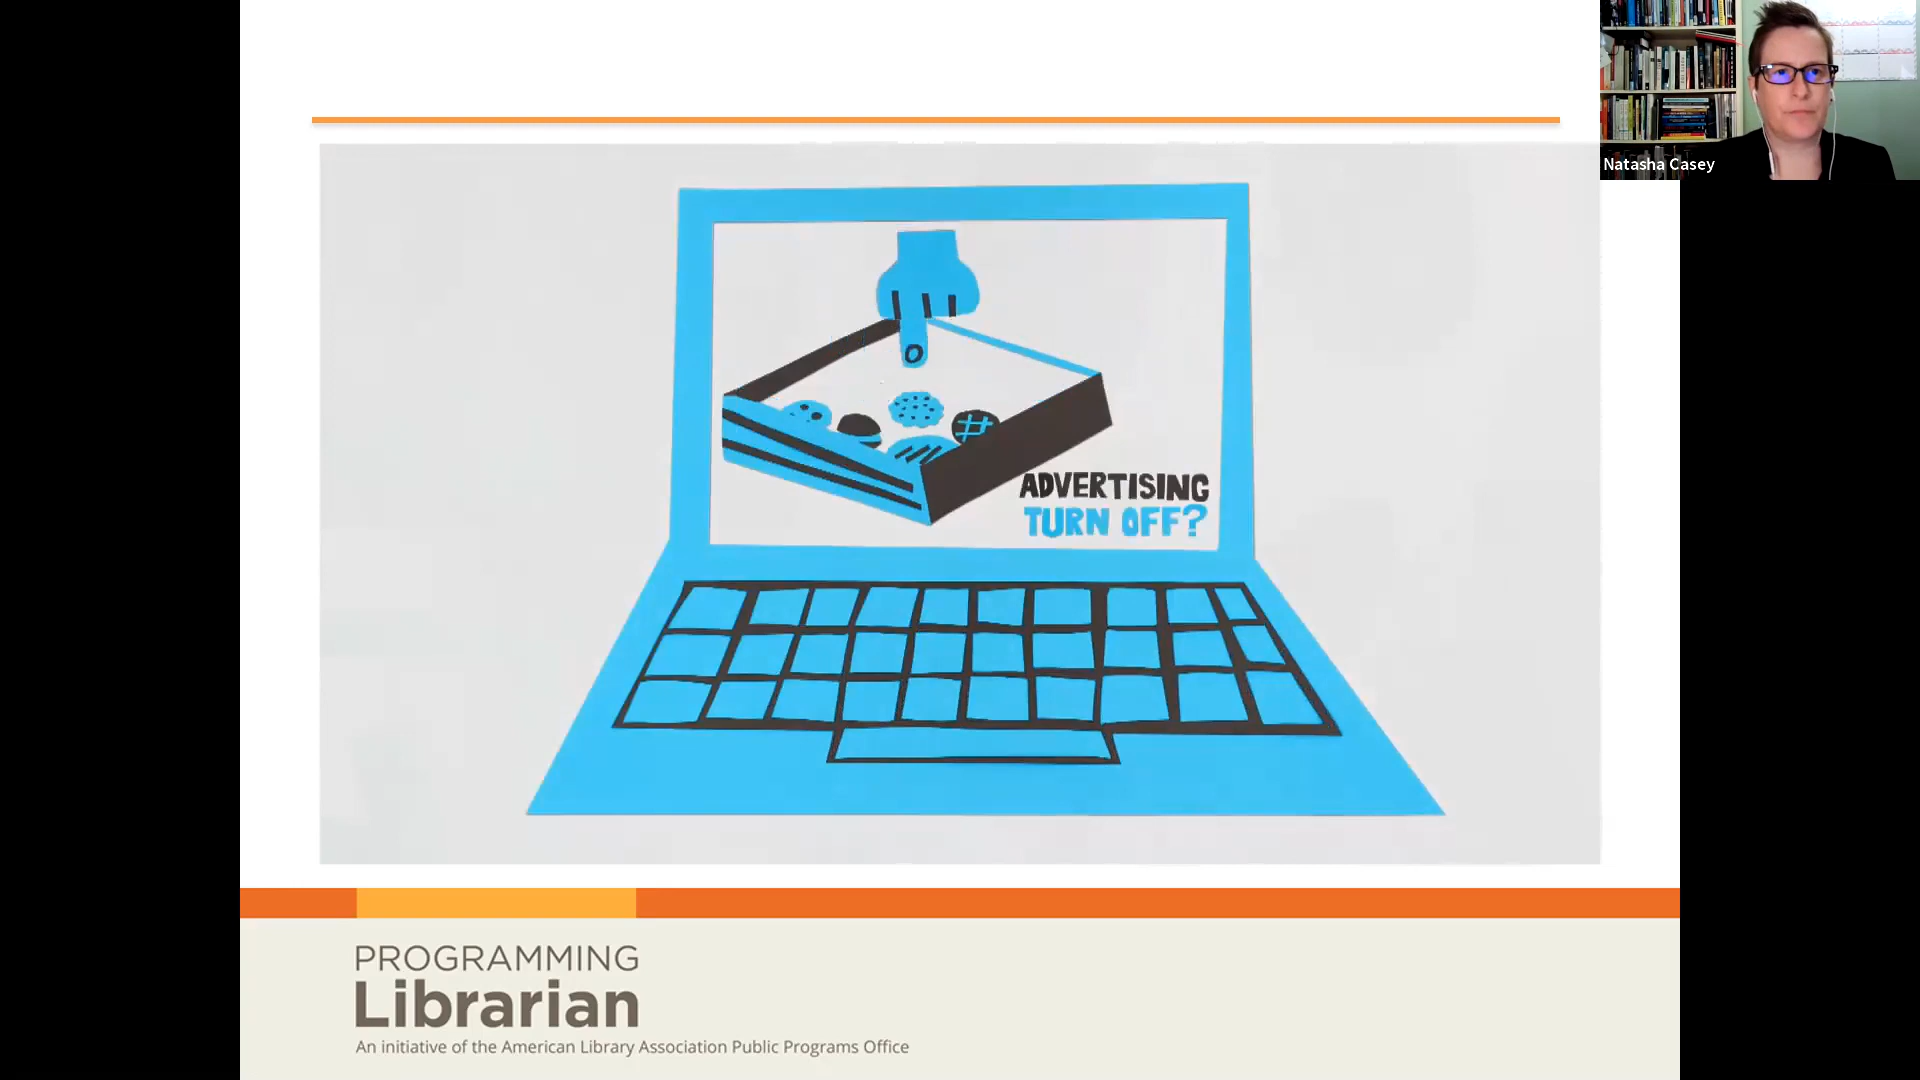 Natasha Casey
ADVERTISING
TURN OFF?
PROGRAMMING
Librarian
An initiative of the American Library Association Public Programs Office